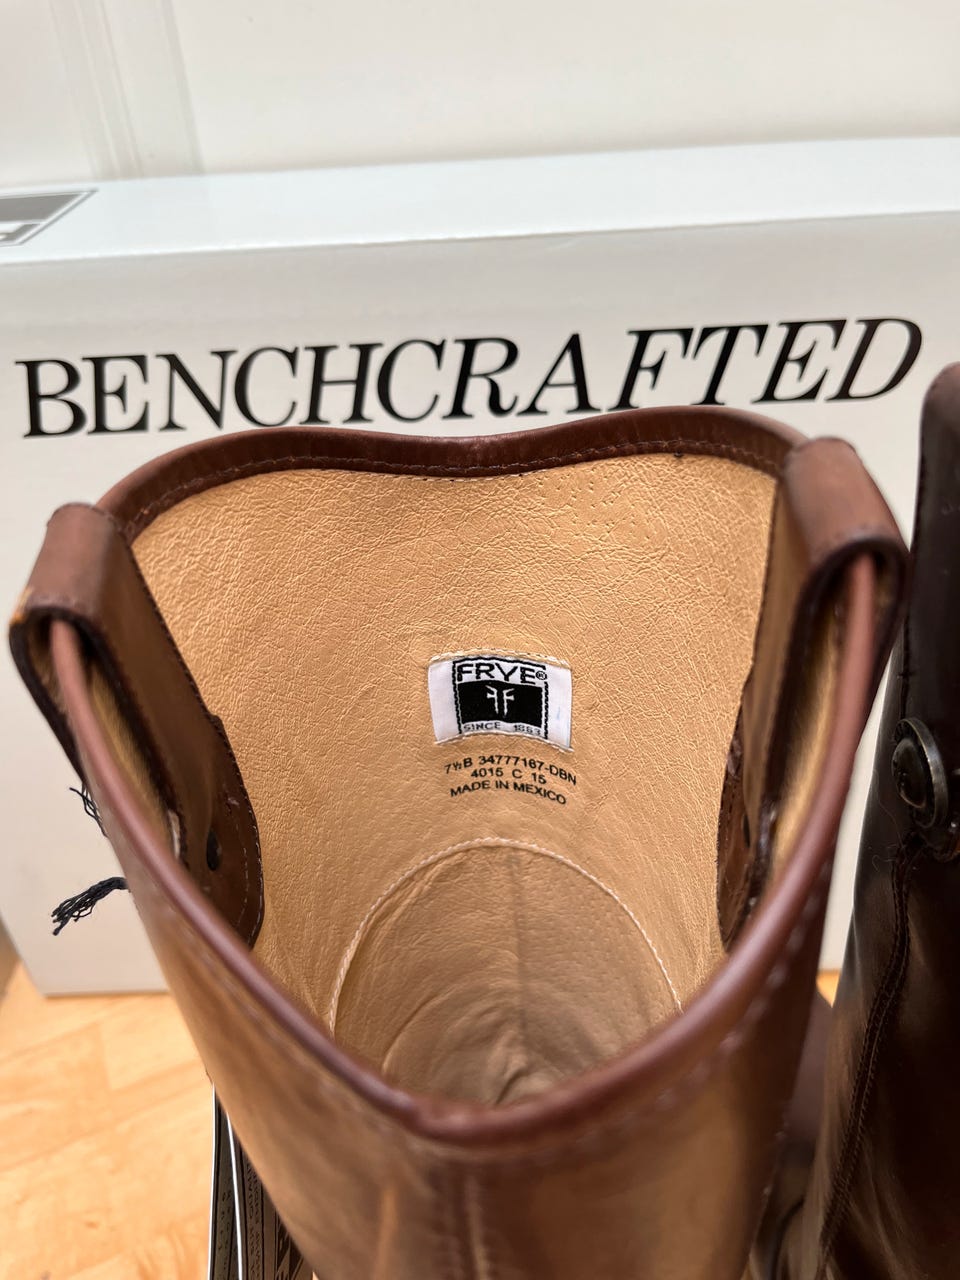 BENCHCRAFTED
FRYE®
SINCE 1863
7½B 34777167-DBN
4015 C 15
MADE IN MEXICO